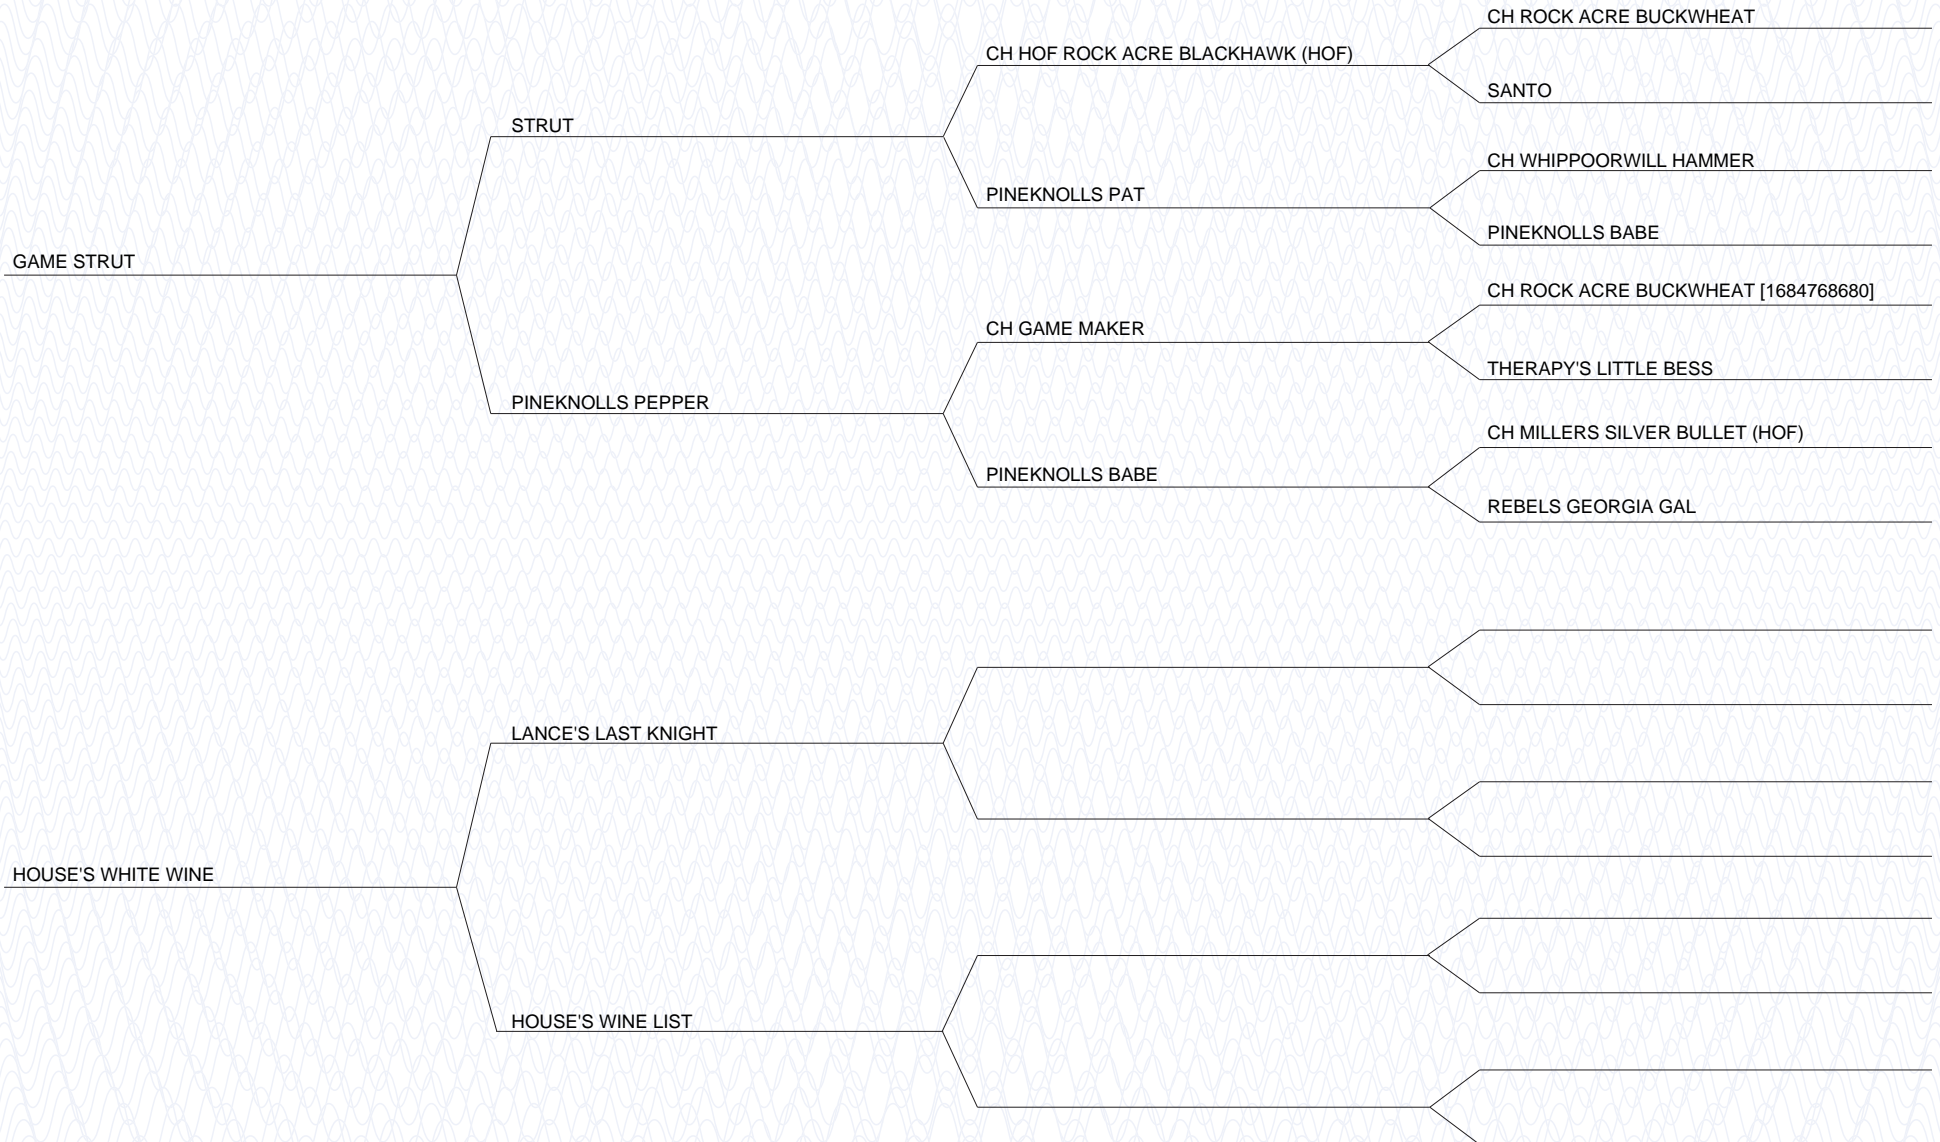 CH ROCK ACRE BUCKWHEAT
CH HOF ROCK ACRE BLACKHAWK (HOF)
SANTO
STRUT
CH WHIPPOORWILL HAMMER
PINEKNOLLS PAT
PINEKNOLLS BABE
GAME STRUT
CH ROCK ACRE BUCKWHEAT [1684768680]
CH GAME MAKER
THERAPY'S LITTLE BESS
PINEKNOLLS PEPPER
CH MILLERS SILVER BULLET (HOF)
PINEKNOLLS BABE
REBELS GEORGIA GAL
LANCE'S LAST KNIGHT
HOUSE'S WHITE WINE
HOUSE'S WINE LIST